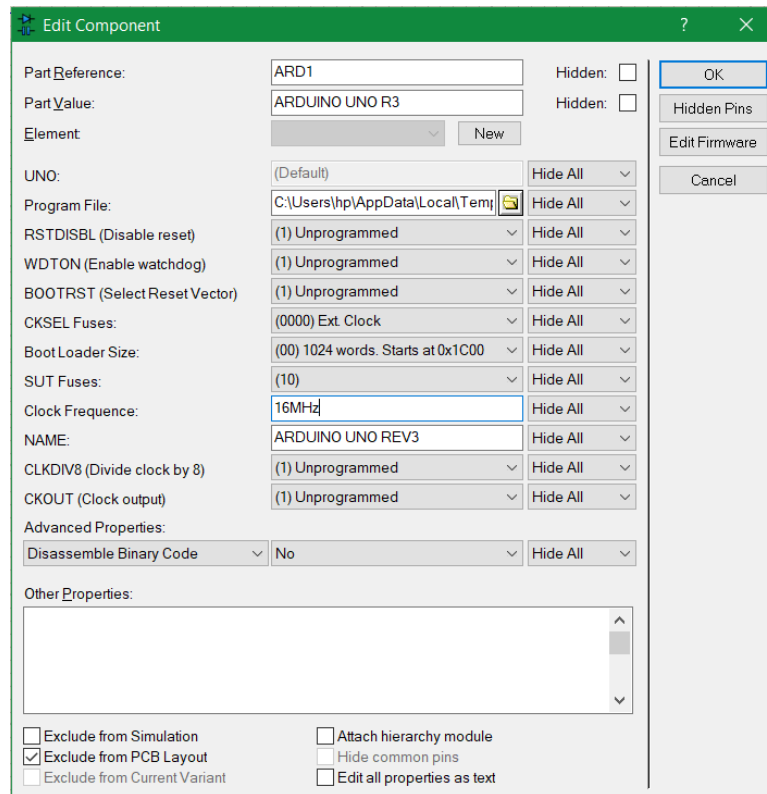 Edit Component ? ×
Part Reference: ARD1 Hidden: OK
Part Value: ARDUINO UNO R3 Hidden: Hidden Pins
Element: New Edit Firmware
UNO: (Default) Hide All Cancel
Program File: C:\Users\hp\AppData\Local\Temp Hide All
RSTDISBL (Disable reset) (1) Unprogrammed Hide All
WDTON (Enable watchdog) (1) Unprogrammed Hide All
BOOTRST (Select Reset Vector) (1) Unprogrammed Hide All
CKSEL Fuses: (0000) Ext. Clock Hide All
Boot Loader Size: (00) 1024 words. Starts at 0x1C00 Hide All
SUT Fuses: (10) Hide All
Clock Frequence: 16MHz Hide All
NAME: ARDUINO UNO REV3 Hide All
CLKDIV8 (Divide clock by 8) (1) Unprogrammed Hide All
CKOUT (Clock output) (1) Unprogrammed Hide All
Advanced Properties:
Disassemble Binary Code No Hide All
Other Properties:
Exclude from Simulation Attach hierarchy module
Exclude from PCB Layout Hide common pins
Exclude from Current Variant Edit all properties as text